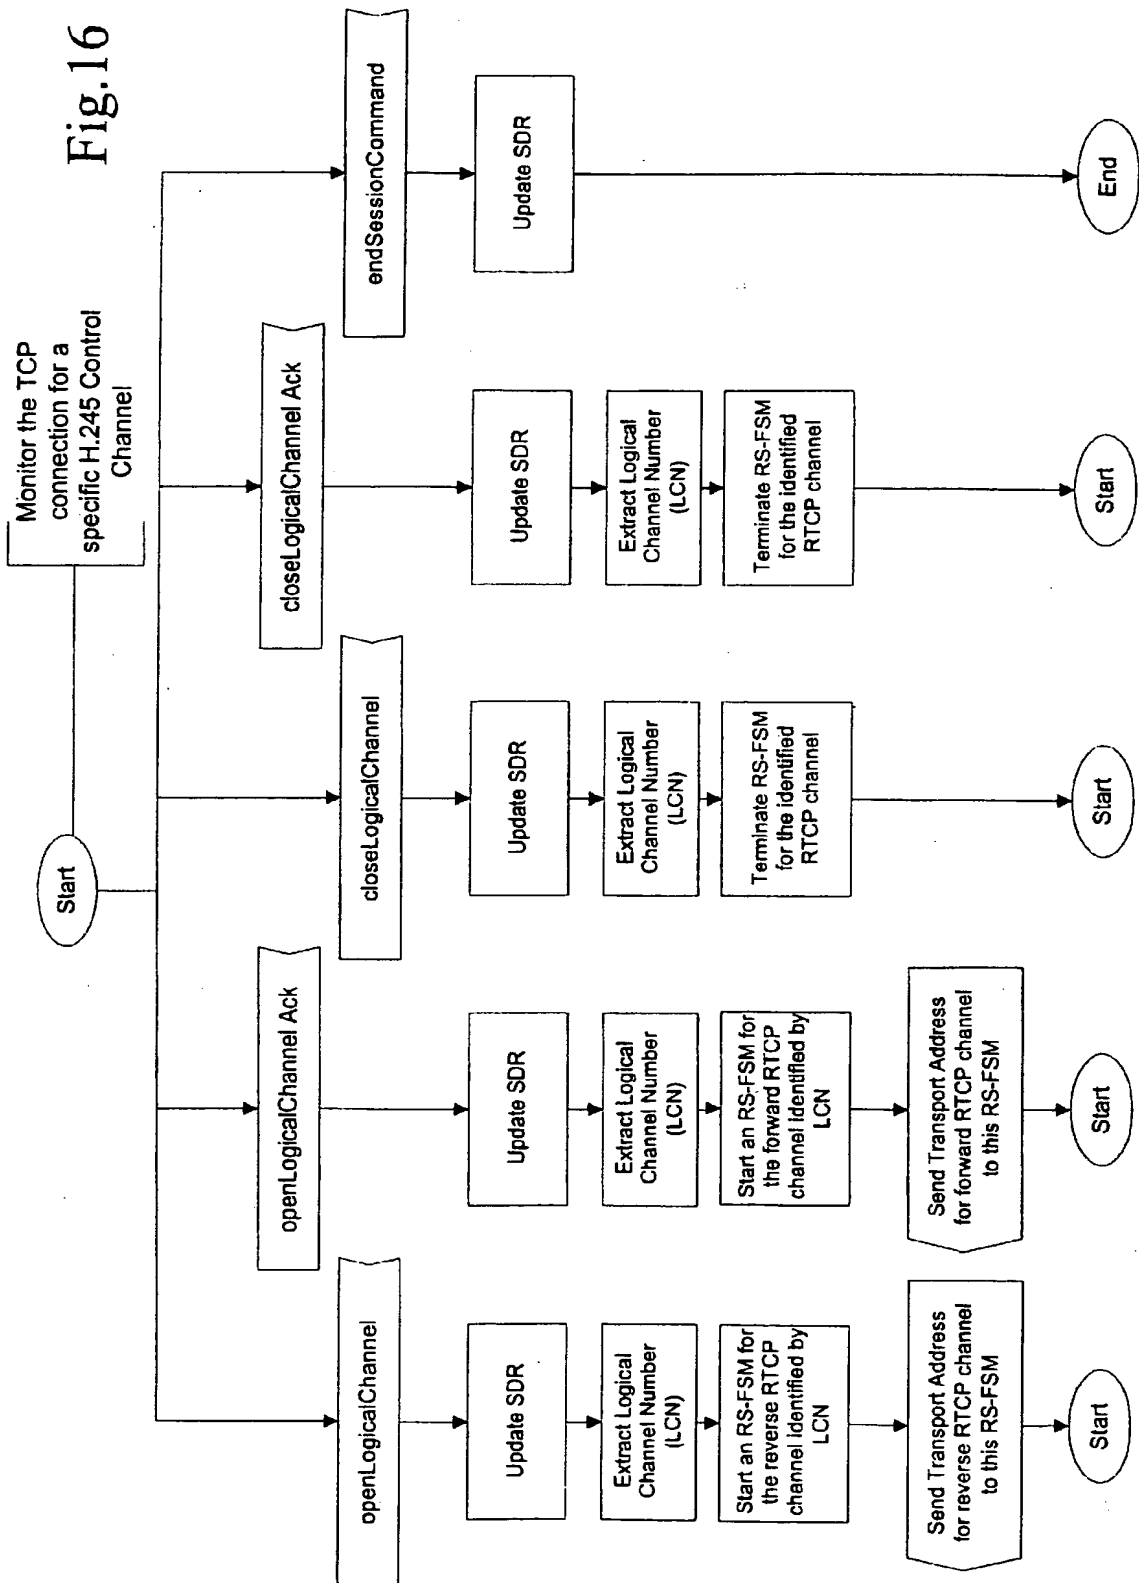 Fig.16
Monitor the TCP
connection for a
specific H.245 Control
Channel
Start
openLogicalChannel
Update SDR
Extract Logical
Channel Number
(LCN)
Start an RS-FSM for
the reverse RTCP
channel identified by
LCN
Send Transport Address
for reverse RTCP channel
to this RS-FSM
Start
openLogicalChannel Ack
Update SDR
Extract Logical
Channel Number
(LCN)
Start an RS-FSM for
the forward RTCP
channel identified by
LCN
Send Transport Address
for forward RTCP channel
to this RS-FSM
Start
closeLogicalChannel
Update SDR
Extract Logical
Channel Number
(LCN)
Terminate RS-FSM
for the identified
RTCP channel
Start
closeLogicalChannel Ack
Update SDR
Extract Logical
Channel Number
(LCN)
Terminate RS-FSM
for the identified
RTCP channel
Start
endSessionCommand
Update SDR
End